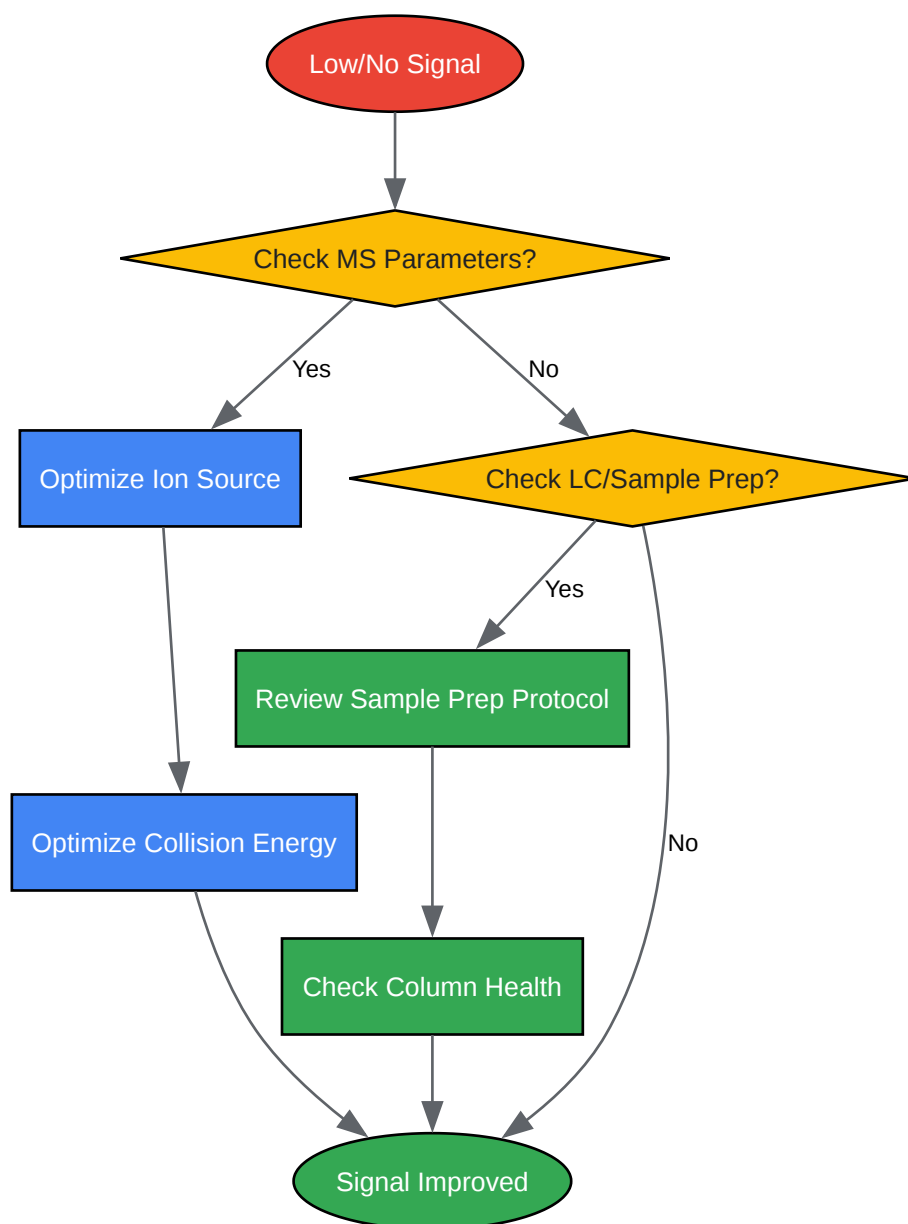 Low/No Signal
Check MS Parameters?
Yes
No
Optimize Ion Source
Check LC/Sample Prep?
Yes
Review Sample Prep Protocol
Optimize Collision Energy
No
Check Column Health
Signal Improved